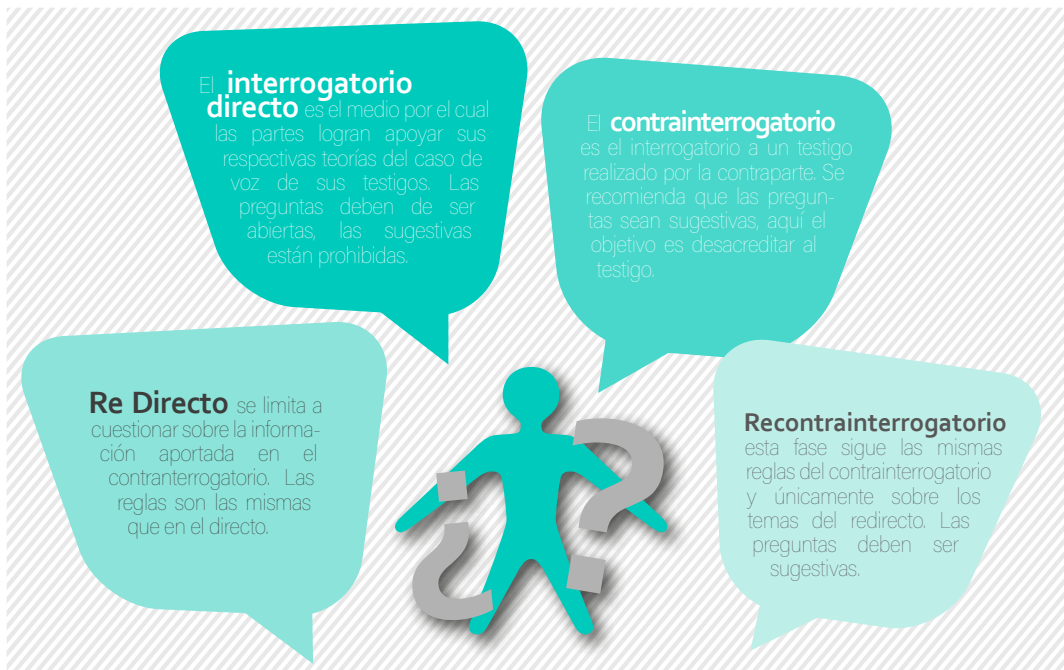 El interrogatorio
directo es el medio por el cual
las partes logran apoyar sus
respectivas teorías del caso de
voz de sus testigos. Las
preguntas deben de ser
abiertas, las sugestivas
están prohibidas.
El contrainterrogatorio
es el interrogatorio a un testigo
realizado por la contraparte. Se
recomienda que las pregun-
tas sean sugestivas, aquí el
objetivo es desacreditar al
testigo.
Re Directo se limita a
cuestionar sobre la informa-
ción aportada en el
contranterrogatorio. Las
reglas son las mismas
que en el directo.
Recontrainterrogatorio
esta fase sigue las mismas
reglas del contrainterrogatorio
y únicamente sobre los
temas del redirecto. Las
preguntas deben ser
sugestivas.
¿?